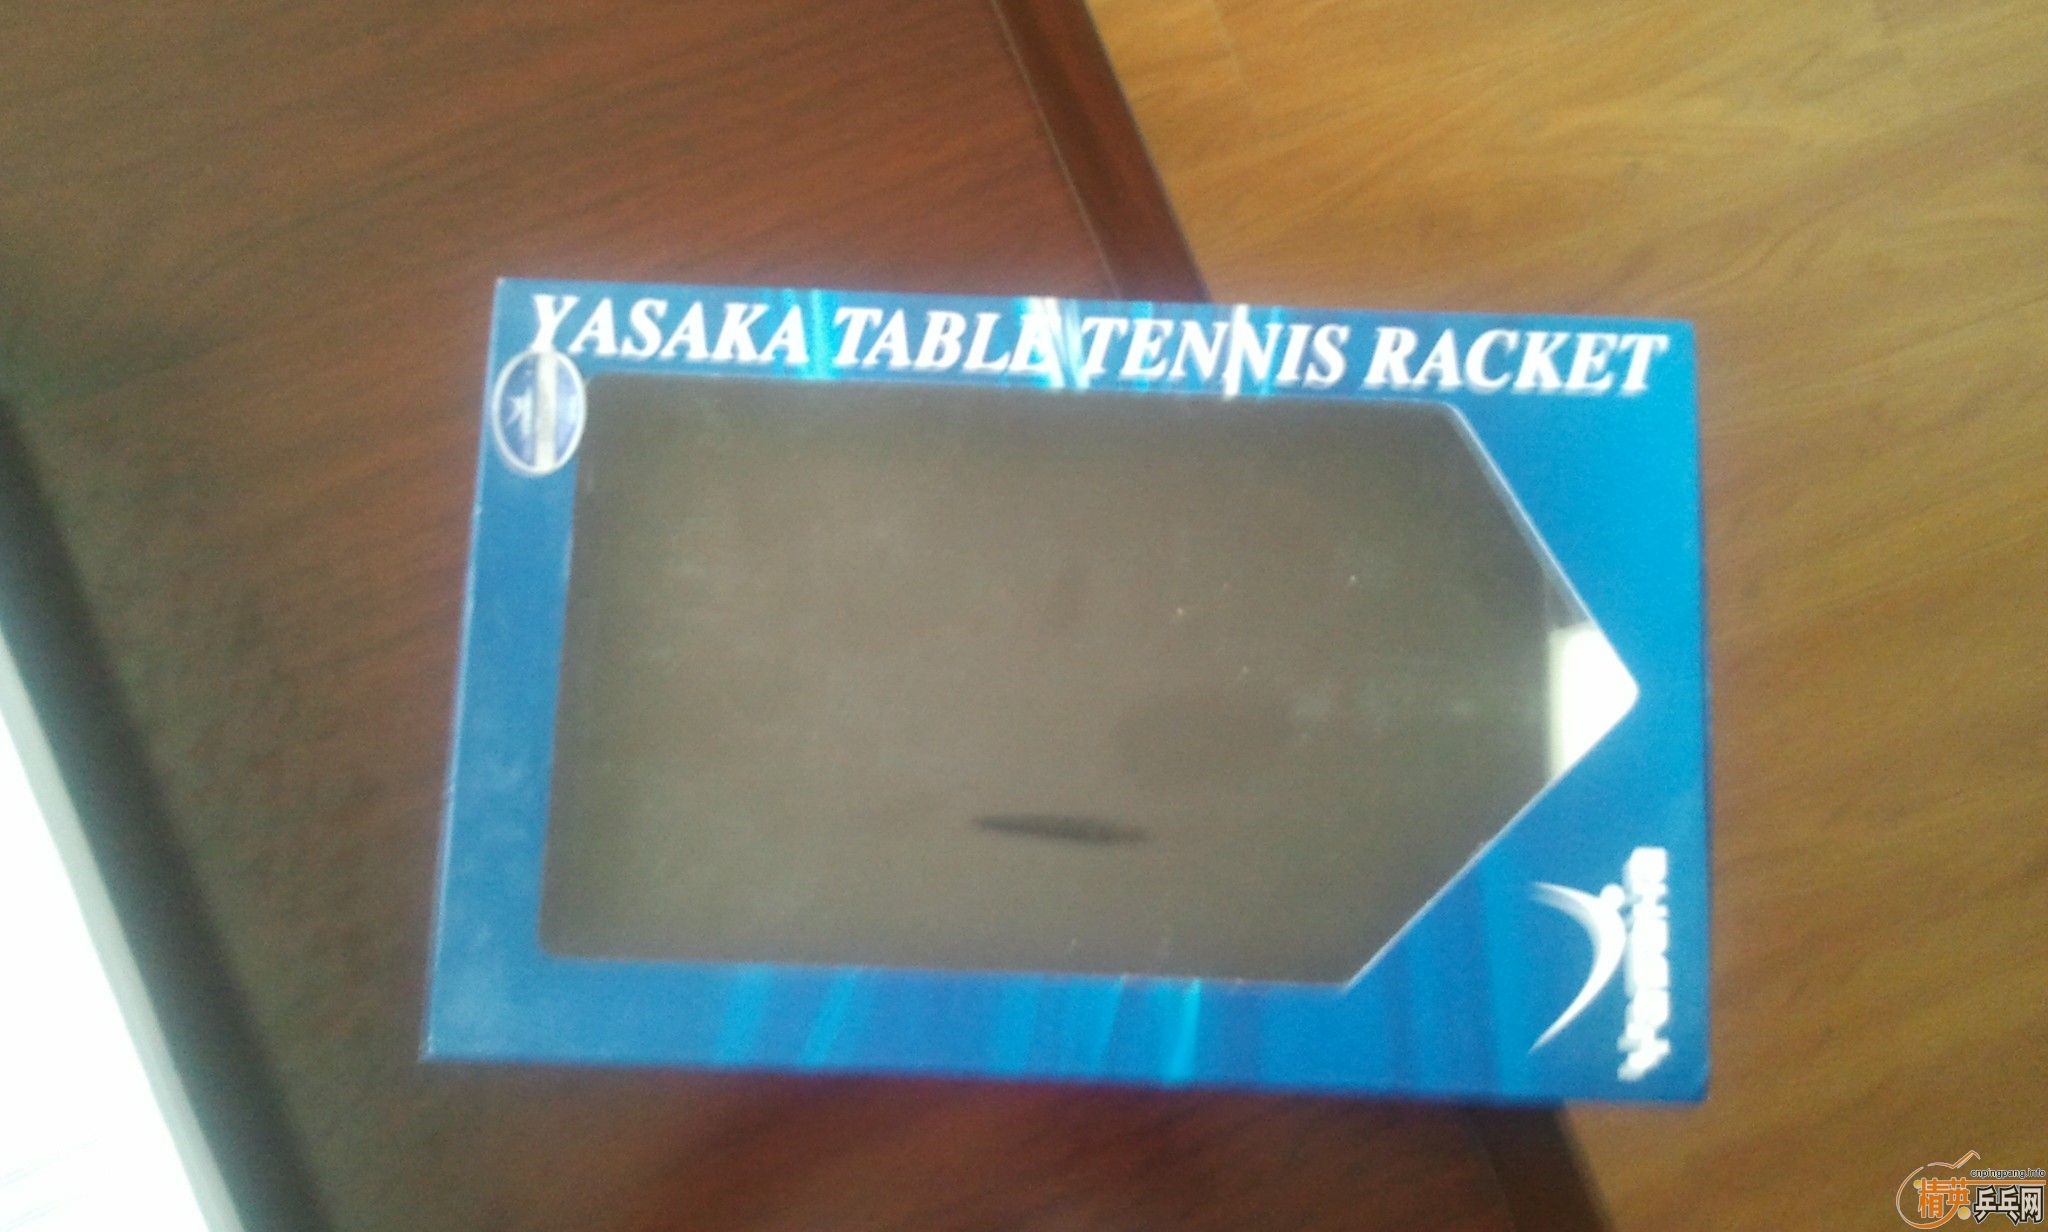 YASAKA TABLE TENNIS RACKET
Yasaka
cnpingpang.info
精英乒乓网